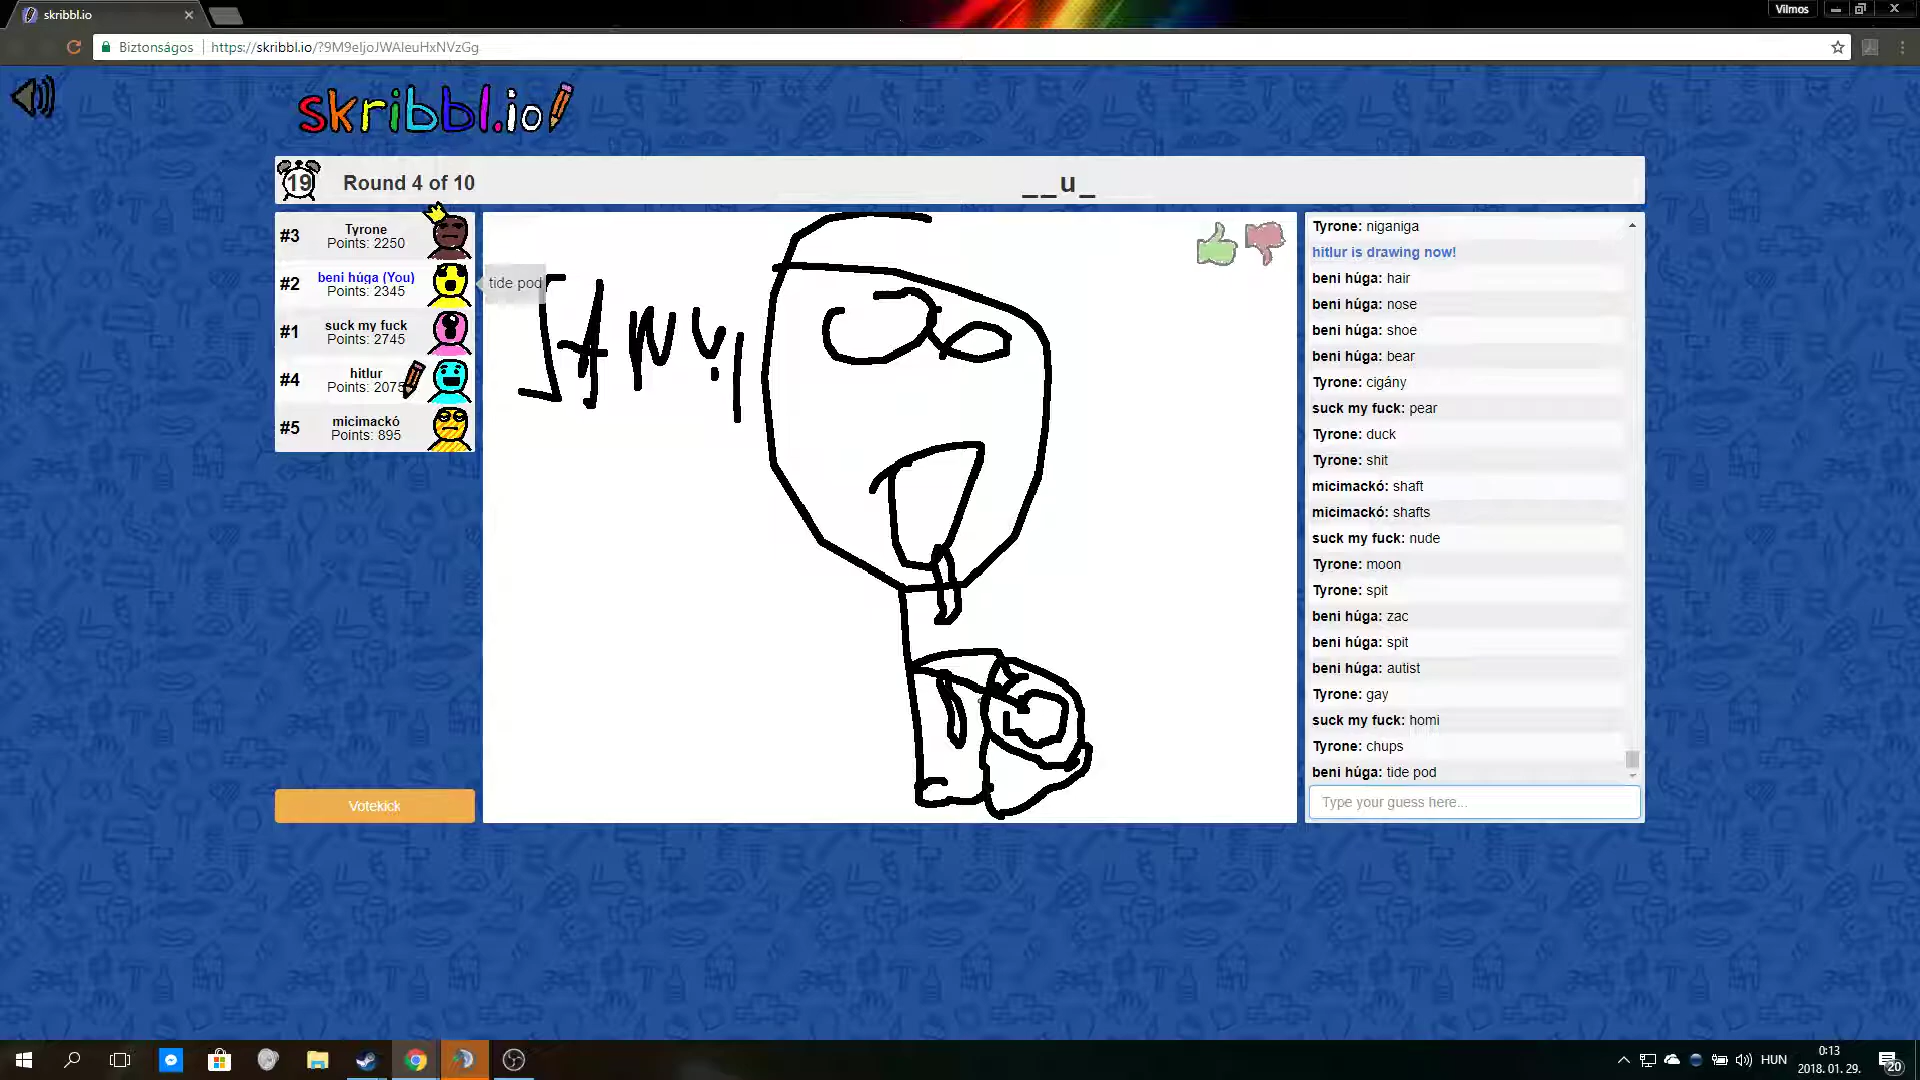 skribbl.io
Vilmos
Biztonságos
https://skribbl.io/?9M9eljoJWAleuHxNVzGg
skribbl.io
19
Round 4 of 10
__u_
#3
Tyrone
Points: 2250
#2
beni húga (You)
Points: 2345
tide pod
#1
suck my fuck
Points: 2745
#4
hitlur
Points: 2075
#5
micimackó
Points: 895
Votekick
Tyrone: niganiga
hitlur is drawing now!
beni húga: hair
beni húga: nose
beni húga: shoe
beni húga: bear
Tyrone: cigány
suck my fuck: pear
Tyrone: duck
Tyrone: shit
micimackó: shaft
micimackó: shafts
suck my fuck: nude
Tyrone: moon
Tyrone: spit
beni húga: zac
beni húga: spit
beni húga: autist
Tyrone: gay
suck my fuck: homi
Tyrone: chups
beni húga: tide pod
Type your guess here...
HUN
0:13
2018. 01. 29.
20